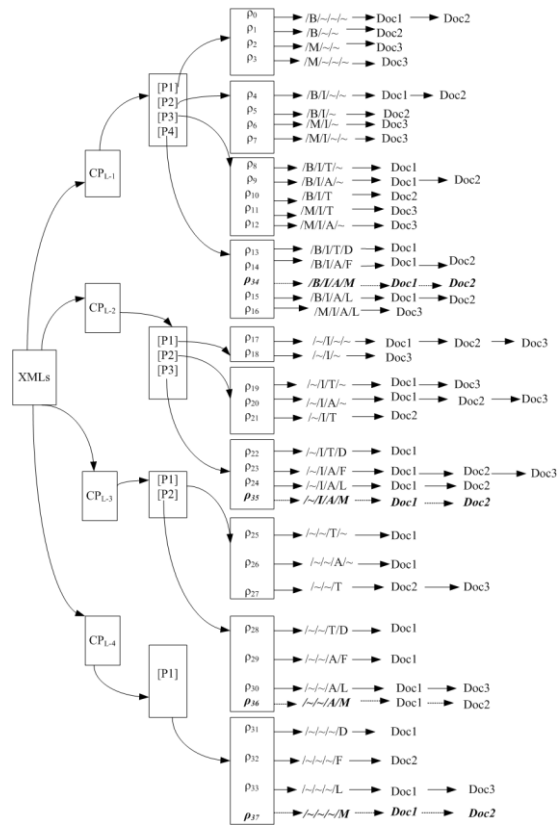 ρ0 /B/~/~/~ Doc1 Doc2
ρ1 /B/~/~ Doc2
ρ2 /M/~/~ Doc3
ρ3 /M/~/~/~ Doc3
[P1]
[P2]
[P3]
[P4]
ρ4 /B/I/~/~ Doc1 Doc2
ρ5 /B/I/~ Doc2
ρ6 /M/I/~ Doc3
ρ7 /M/I/~/~ Doc3
CPL-1
ρ8 /B/I/T/~ Doc1
ρ9 /B/I/A/~ Doc1 Doc2
ρ10 /B/I/T Doc2
ρ11 /M/I/T Doc3
ρ12 /M/I/A/~ Doc3
ρ13 /B/I/T/D Doc1
ρ14 /B/I/A/F Doc1 Doc2
ρ34 /B/I/A/M Doc1 Doc2
ρ15 /B/I/A/L Doc1 Doc2
ρ16 /M/I/A/L Doc3
CPL-2
[P1]
[P2]
[P3]
ρ17 /~/I/~/~ Doc1 Doc2 Doc3
ρ18 /~/I/~ Doc3
XMLs
ρ19 /~/I/T/~ Doc1 Doc3
ρ20 /~/I/A/~ Doc1 Doc2 Doc3
ρ21 /~/I/T Doc2
ρ22 /~/I/T/D Doc1
ρ23 /~/I/A/F Doc1 Doc2 Doc3
ρ24 /~/I/A/L Doc1 Doc2
ρ35 /~/I/A/M Doc1 Doc2
CPL-3
[P1]
[P2]
ρ25 /~/~/T/~ Doc1
ρ26 /~/~/A/~ Doc1
ρ27 /~/~/T Doc2 Doc3
ρ28 /~/~/T/D Doc1
ρ29 /~/~/A/F Doc1
ρ30 /~/~/A/L Doc1 Doc3
ρ36 /~/~/A/M Doc1 Doc2
CPL-4
[P1]
ρ31 /~/~/~/D Doc1
ρ32 /~/~/~/F Doc2
ρ33 /~/~/~/L Doc1 Doc3
ρ37 /~/~/~/M Doc1 Doc2